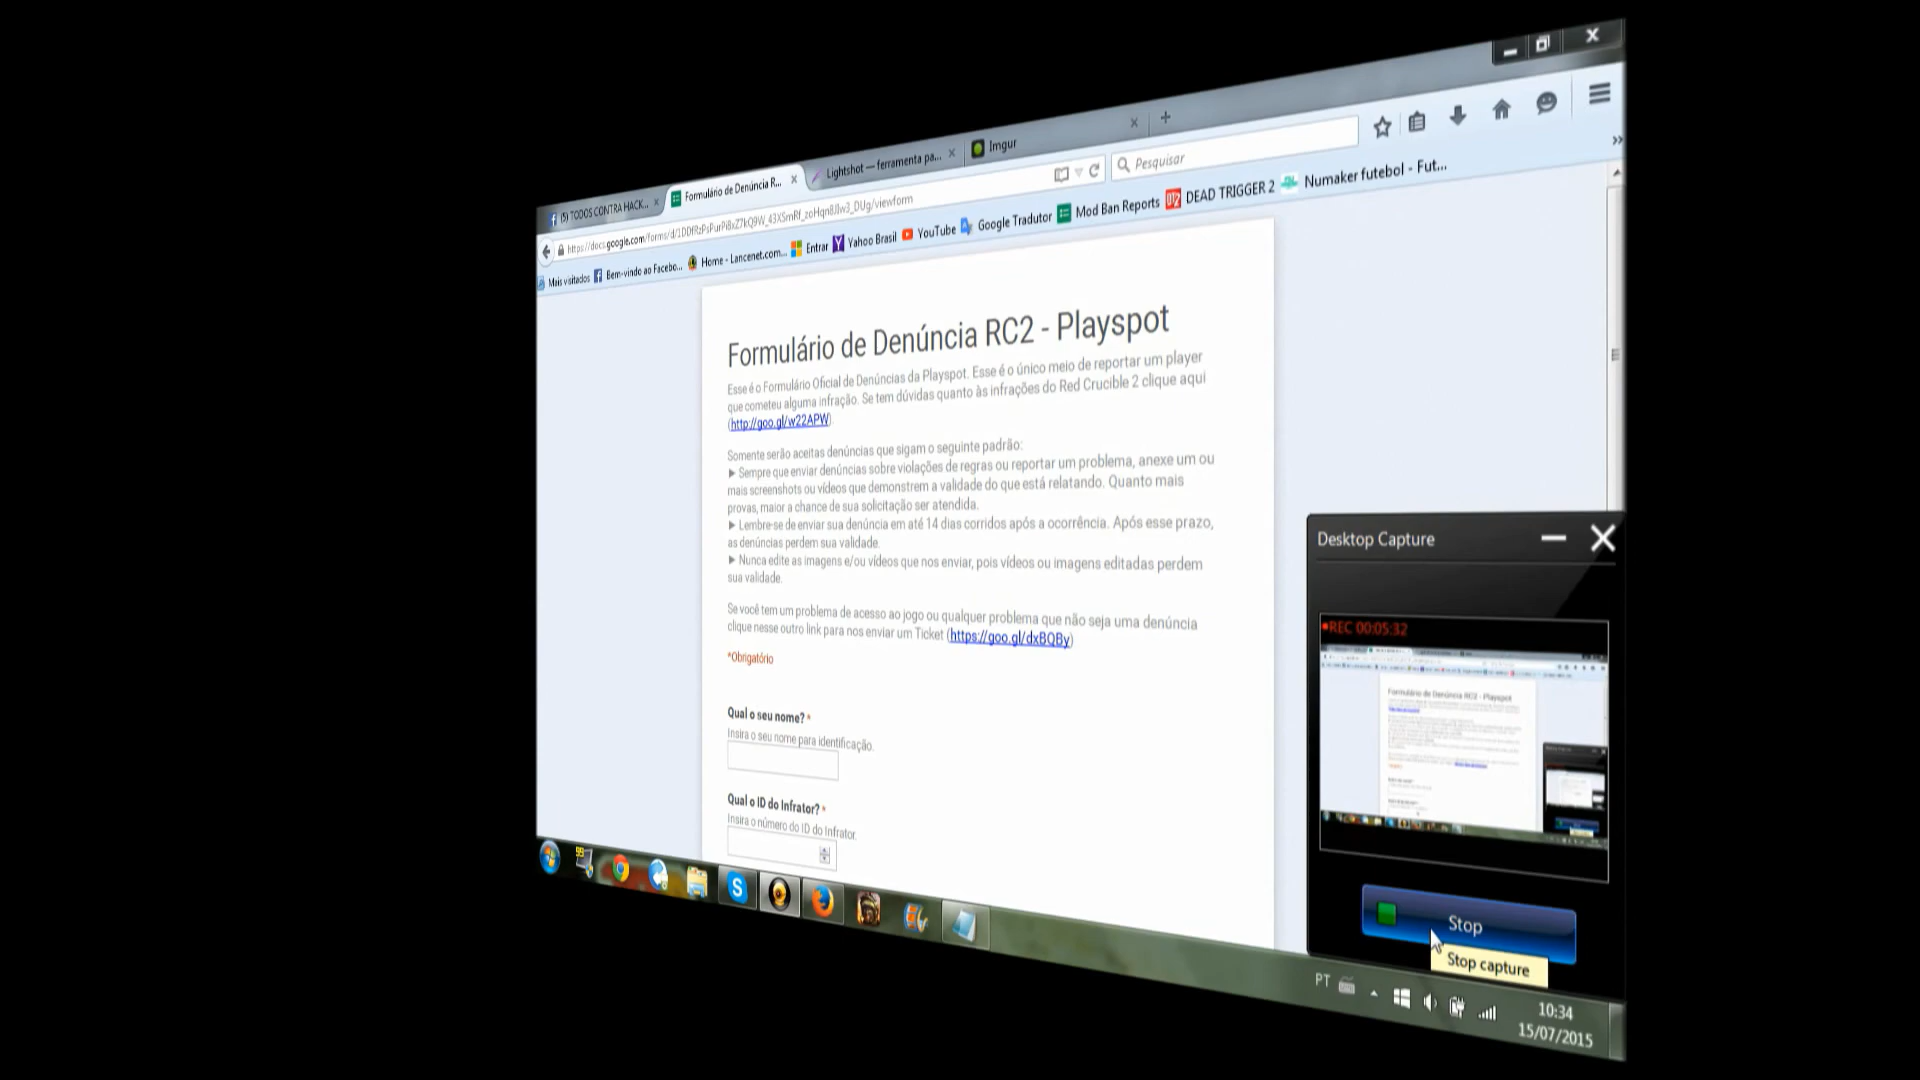 (5) TODOS CONTRA HACK...
Formulário de Denúncia R...
Lightshot — ferramenta pa...
Imgur
Pesquisar
Mais visitados
Bem-vindo ao Facebo...
Home - Lancenet.com...
Entrar
Yahoo Brasil
YouTube
Google Tradutor
Mod Ban Reports
DEAD TRIGGER 2
Numaker futebol - Fut...
Formulário de Denúncia RC2 - Playspot
Esse é o Formulário Oficial de Denúncias da Playspot. Esse é o único meio de reportar um player
que cometeu alguma infração. Se tem dúvidas quanto às infrações do Red Crucible 2 clique aqui
(http://goo.gl/w22APW).
Somente serão aceitas denúncias que sigam o seguinte padrão:
► Sempre que enviar denúncias sobre violações de regras ou reportar um problema, anexe um ou
mais screenshots ou vídeos que demonstrem a validade do que está relatando. Quanto mais
provas, maior a chance de sua solicitação ser atendida.
► Lembre-se de enviar sua denúncia em até 14 dias corridos após a ocorrência. Após esse prazo,
as denúncias perdem sua validade.
► Nunca edite as imagens e/ou vídeos que nos enviar, pois vídeos ou imagens editadas perdem
sua validade.
Se você tem um problema de acesso ao jogo ou qualquer problema que não seja uma denúncia
clique nesse outro link para nos enviar um Ticket (https://goo.gl/dxBQBy)
*Obrigatório
Qual o seu nome? *
Insira o seu nome para identificação.
Qual o ID do Infrator? *
Insira o número do ID do Infrator.
Desktop Capture
REC 00:05:32
Formulário de Denúncia RC2 - Playspot
Stop
Stop capture
PT
10:34
15/07/2015